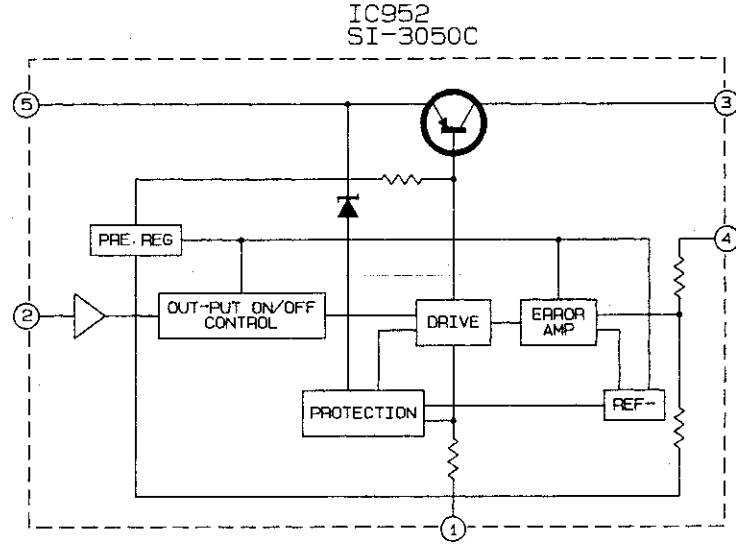 IC952
SI-3050C
5
3
PRE.REG
4
2
OUT-PUT ON/OFF
CONTROL
DRIVE
ERROR
AMP
PROTECTION
REF-
1